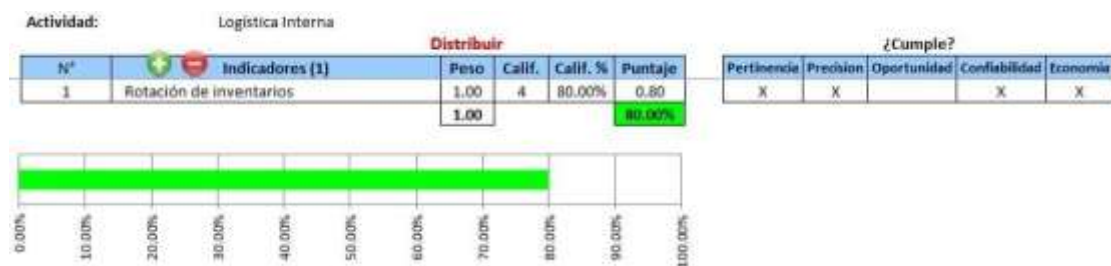 Actividad: Logistica Interna
Distribuir ¿Cumple?
N° Indicadores (1) Peso Calif. Calif. % Puntaje Pertinencia Precision Oportunidad Confiabilidad Economia
1 Rotación de inventarios 1.00 4 80.00% 0.80 X X X X
1.00 80.00%
0.00% 10.00% 20.00% 30.00% 40.00% 50.00% 60.00% 70.00% 80.00% 90.00% 100.00%